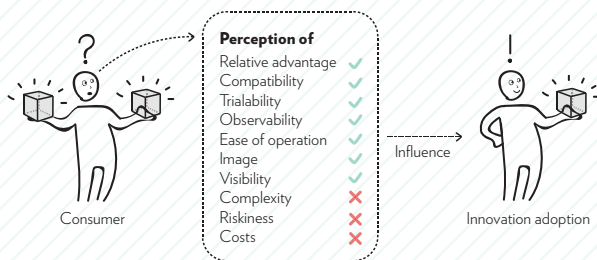 ?
Perception of
Relative advantage
Compatibility
Trialability
Observability
Ease of operation
Image
Visibility
Complexity
Riskiness
Costs
Influence
!
Consumer
Innovation adoption